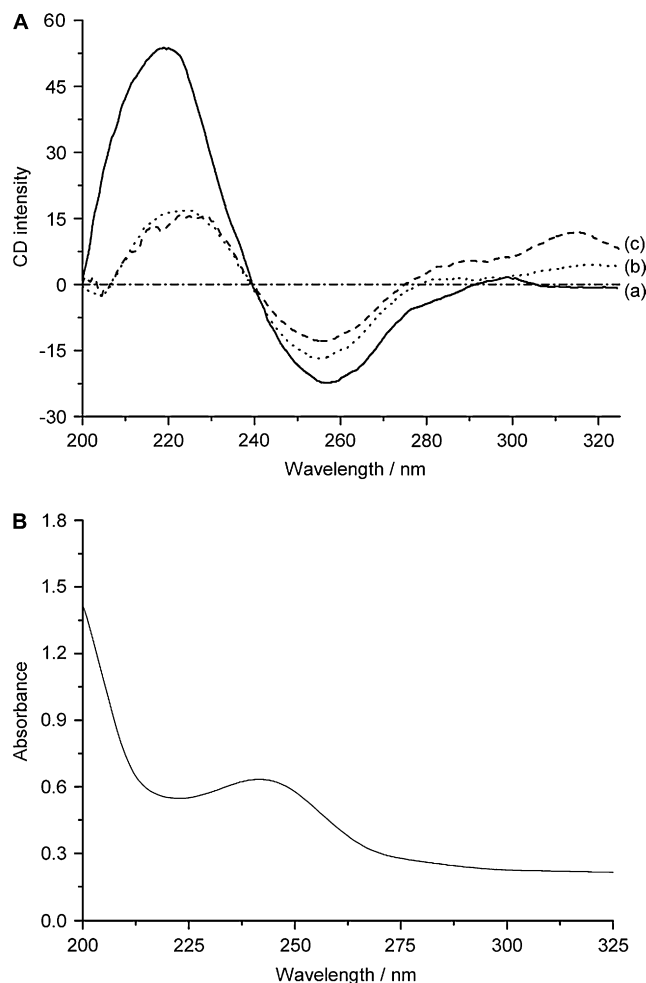 A
60
45
30
15
0
-15
-30
CD intensity
(c)
(b)
(a)
200 220 240 260 280 300 320
Wavelength / nm
B
1.8
1.5
1.2
0.9
0.6
0.3
0.0
Absorbance
200 225 250 275 300 325
Wavelength / nm